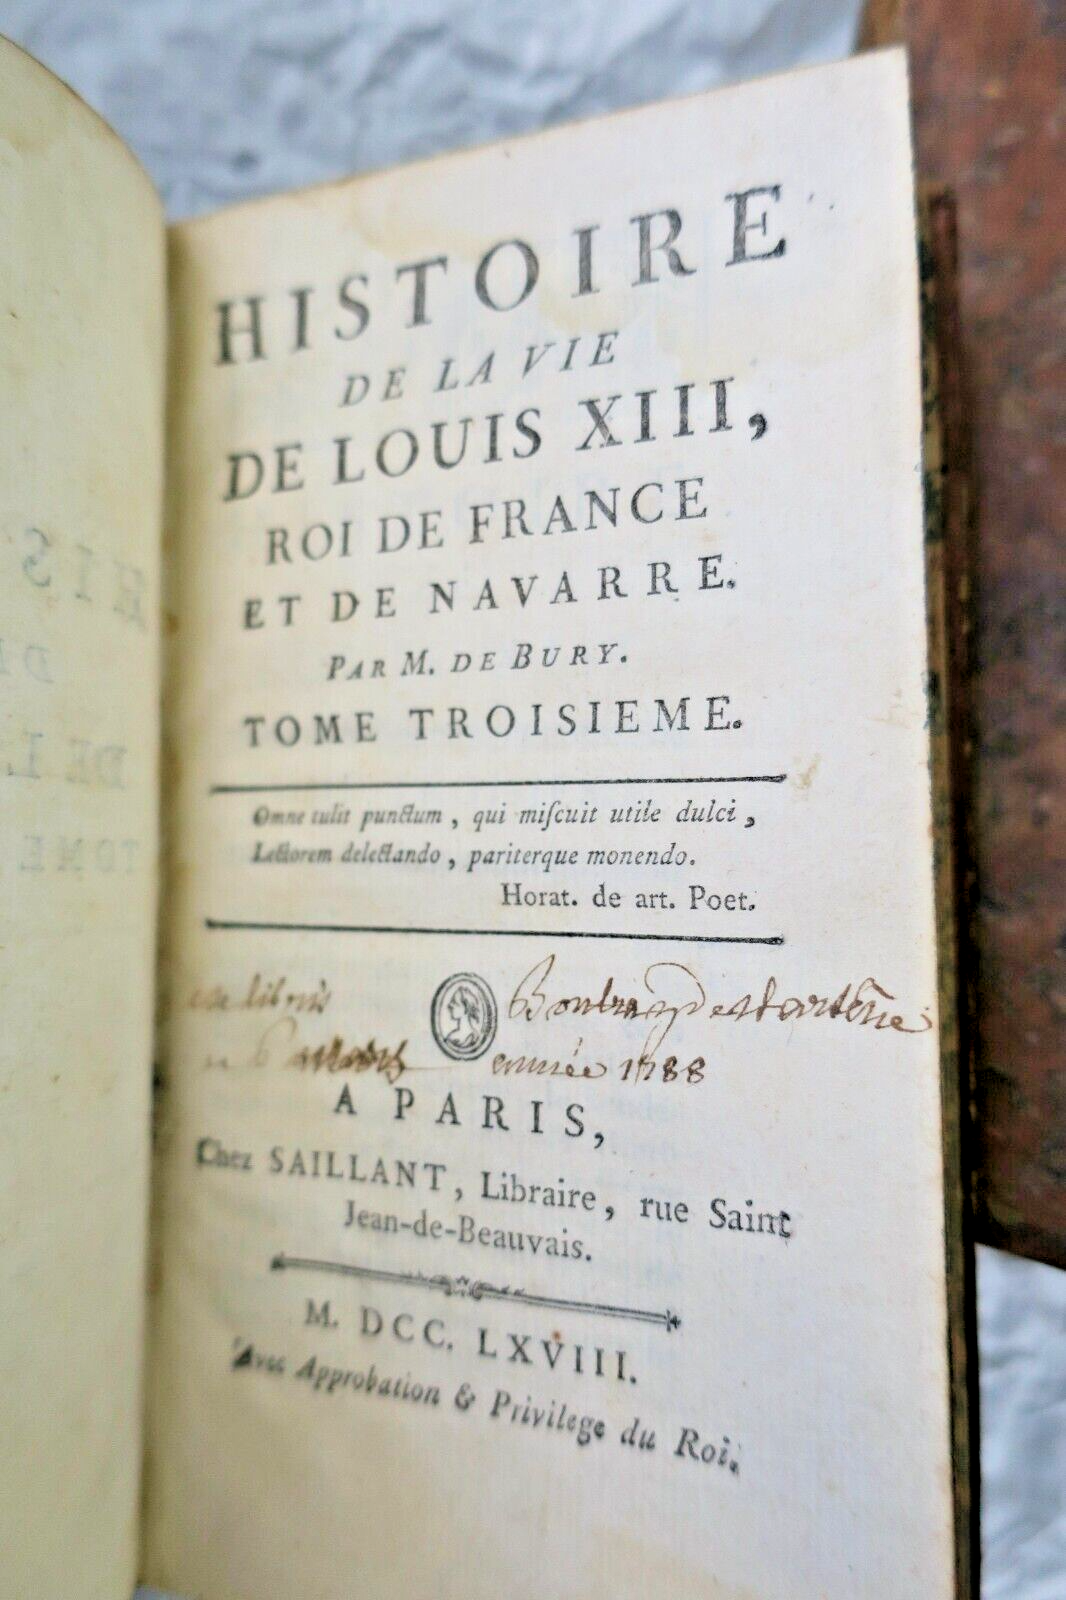 HISTOIRE
DE LA VIE
DE LOUIS XIII,
ROI DE FRANCE
ET DE NAVARRE.
PAR M. DE BURY.
TOME TROISIEME.
Omne tulit punctum, qui miſcuit utile dulci,
Lectorem delectando, pariterque monendo.
Horat. de art. Poet.
libris
année 1788
A PARIS,
Chez SAILLANT, Libraire, rue Saint
Jean-de-Beauvais.
M. DCC. LXVIII.
Avec Approbation & Privilege du Roi.